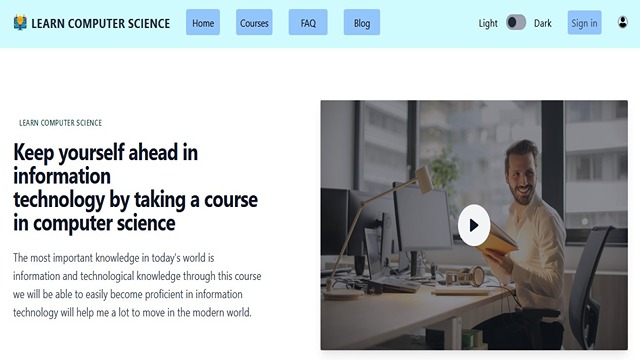 LEARN COMPUTER SCIENCE
Home
Courses
FAQ
Blog
Light
Dark
Sign in
LEARN COMPUTER SCIENCE
Keep yourself ahead in
information
technology by taking a course
in computer science
The most important knowledge in today's world is
information and technological knowledge through this course
we will be able to easily become proficient in information
technology will help me a lot to move in the modern world.